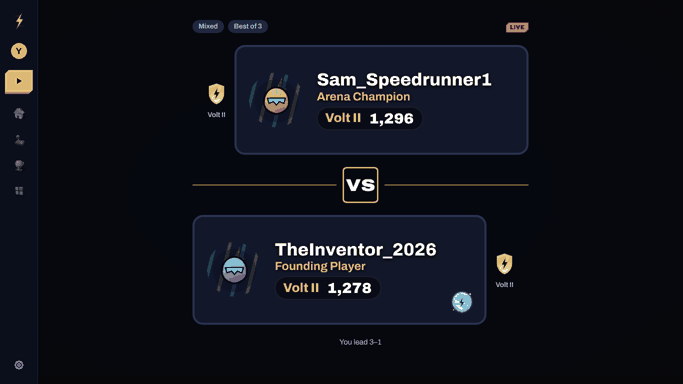 Mixed
Best of 3
LIVE
Y
Sam_Speedrunner1
Arena Champion
Volt II 1,296
Volt II
VS
TheInventor_2026
Founding Player
Volt II 1,278
Volt II
You lead 3–1